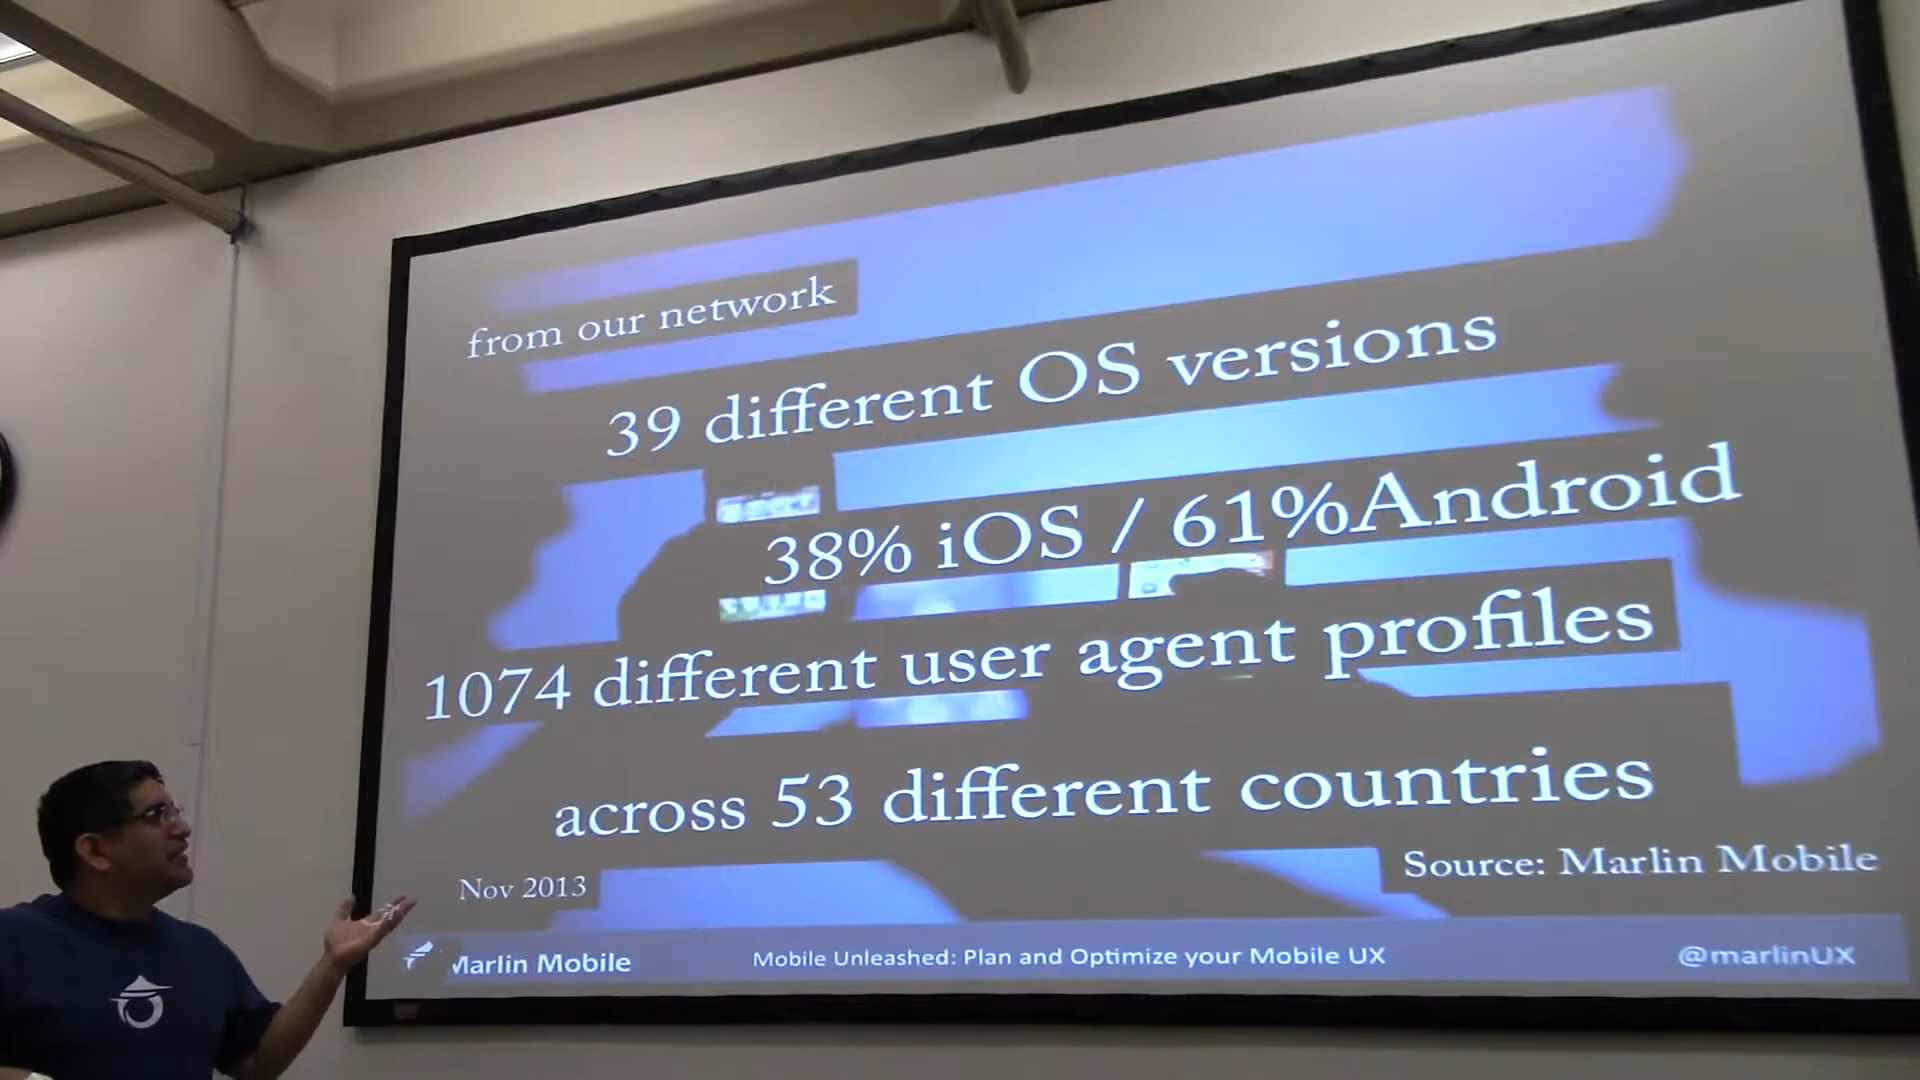 from our network
39 different OS versions
38% iOS / 61%Android
1074 different user agent profiles
across 53 different countries
Source: Marlin Mobile
Nov 2013
Marlin Mobile
Mobile Unleashed: Plan and Optimize your Mobile UX
@marlinUX